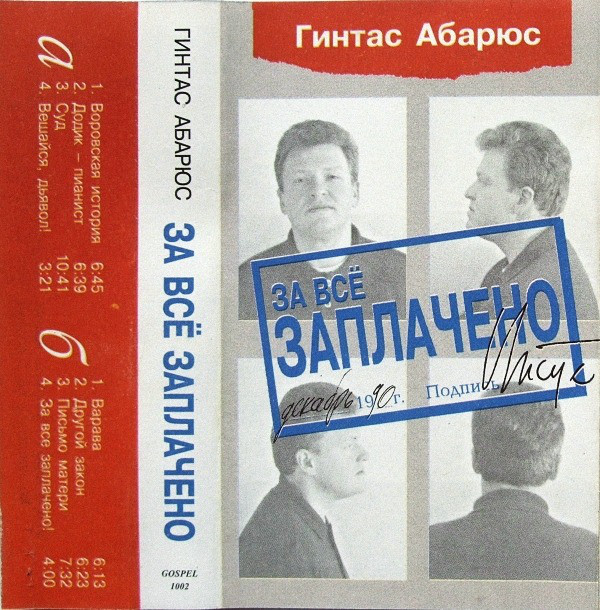 а
1. Воровская история 6:45
2. Додик – пианист 6:39
3. Суд 10:41
4. Вешайся, дьявол! 3:21
б
1. Варава 6:13
2. Другой закон 6:23
3. Письмо матери 7:32
4. За все заплачено! 4:00
ГИНТАС АБАРЮС ЗА ВСЁ ЗАПЛАЧЕНО
GOSPEL
1002
Гинтас Абарюс
ЗА ВСЁ
ЗАПЛАЧЕНО
декабрь 1990 г. Подпись